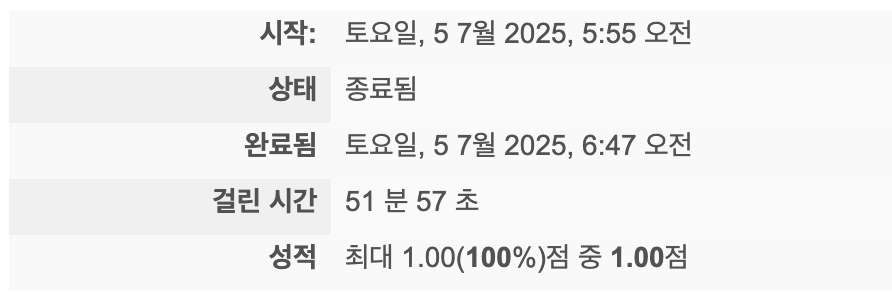 시작: 토요일, 5 7월 2025, 5:55 오전
상태 종료됨
완료됨 토요일, 5 7월 2025, 6:47 오전
걸린 시간 51 분 57 초
성적 최대 1.00(100%)점 중 1.00점